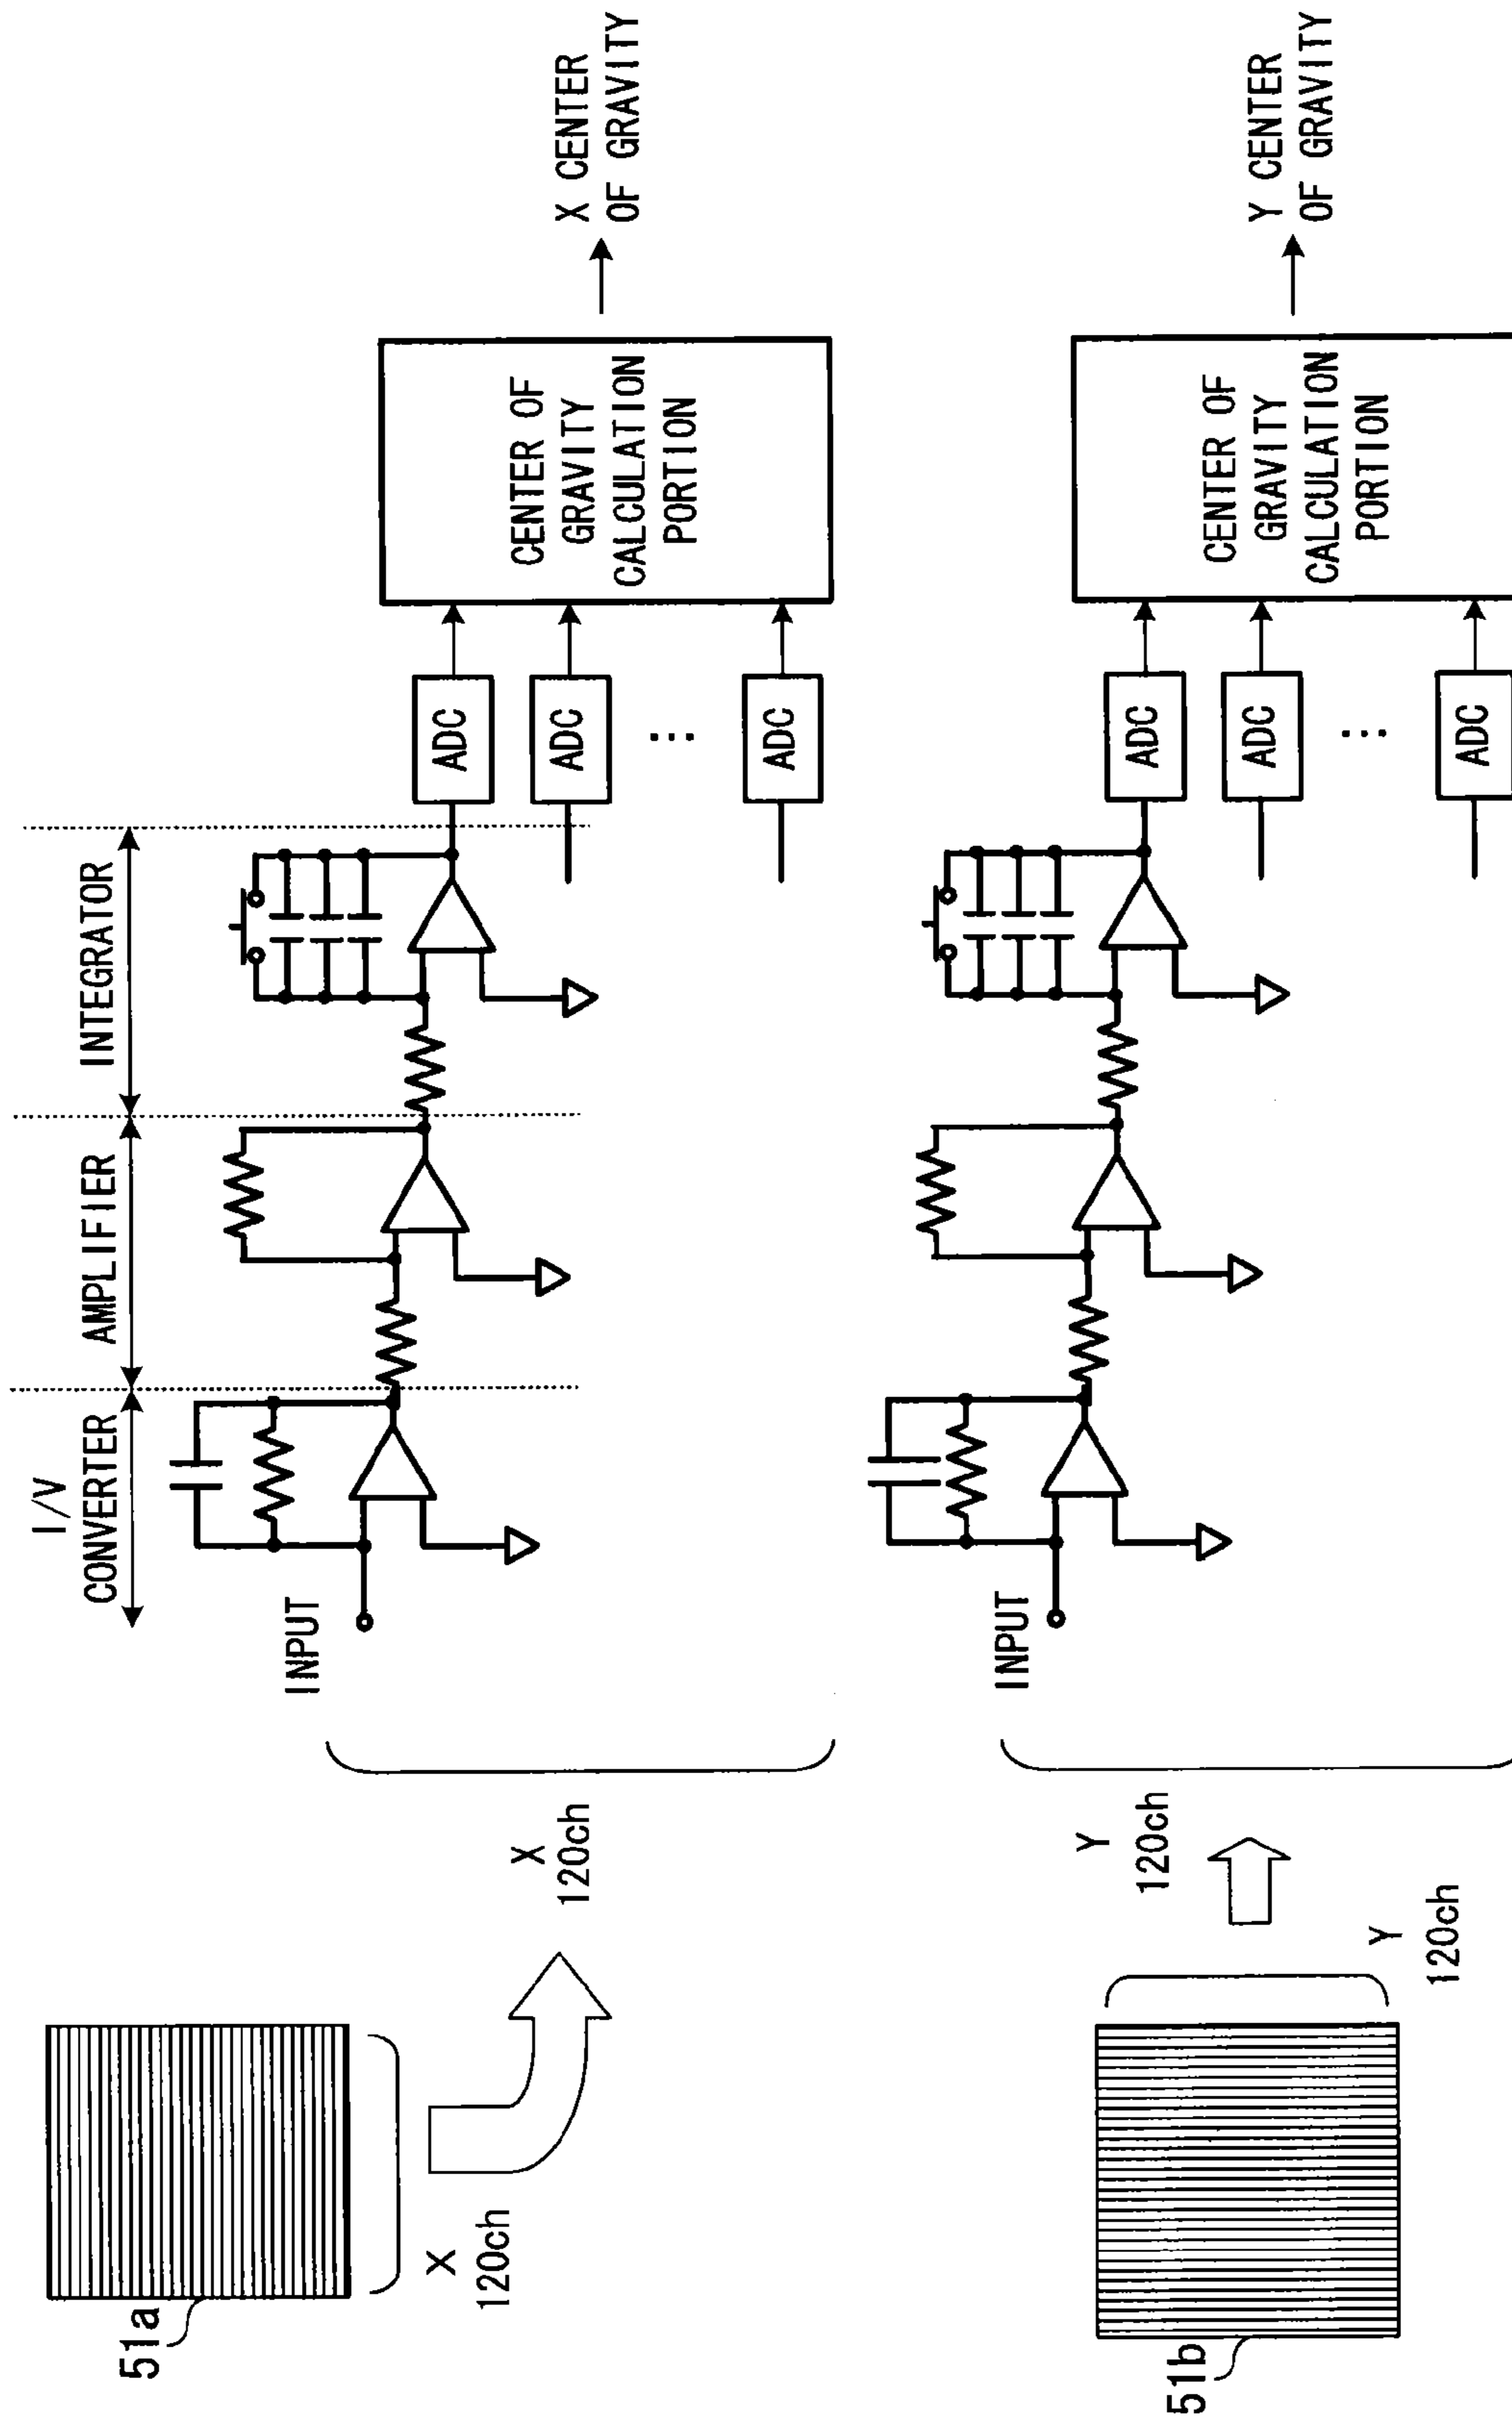 51a
X
120ch
X
120ch
I/V
CONVERTER
AMPLIFIER
INTEGRATOR
INPUT
ADC
ADC
...
ADC
CENTER OF
GRAVITY
CALCULATION
PORTION
X CENTER
OF GRAVITY
51b
Y
120ch
Y
120ch
INPUT
ADC
ADC
...
ADC
CENTER OF
GRAVITY
CALCULATION
PORTION
Y CENTER
OF GRAVITY